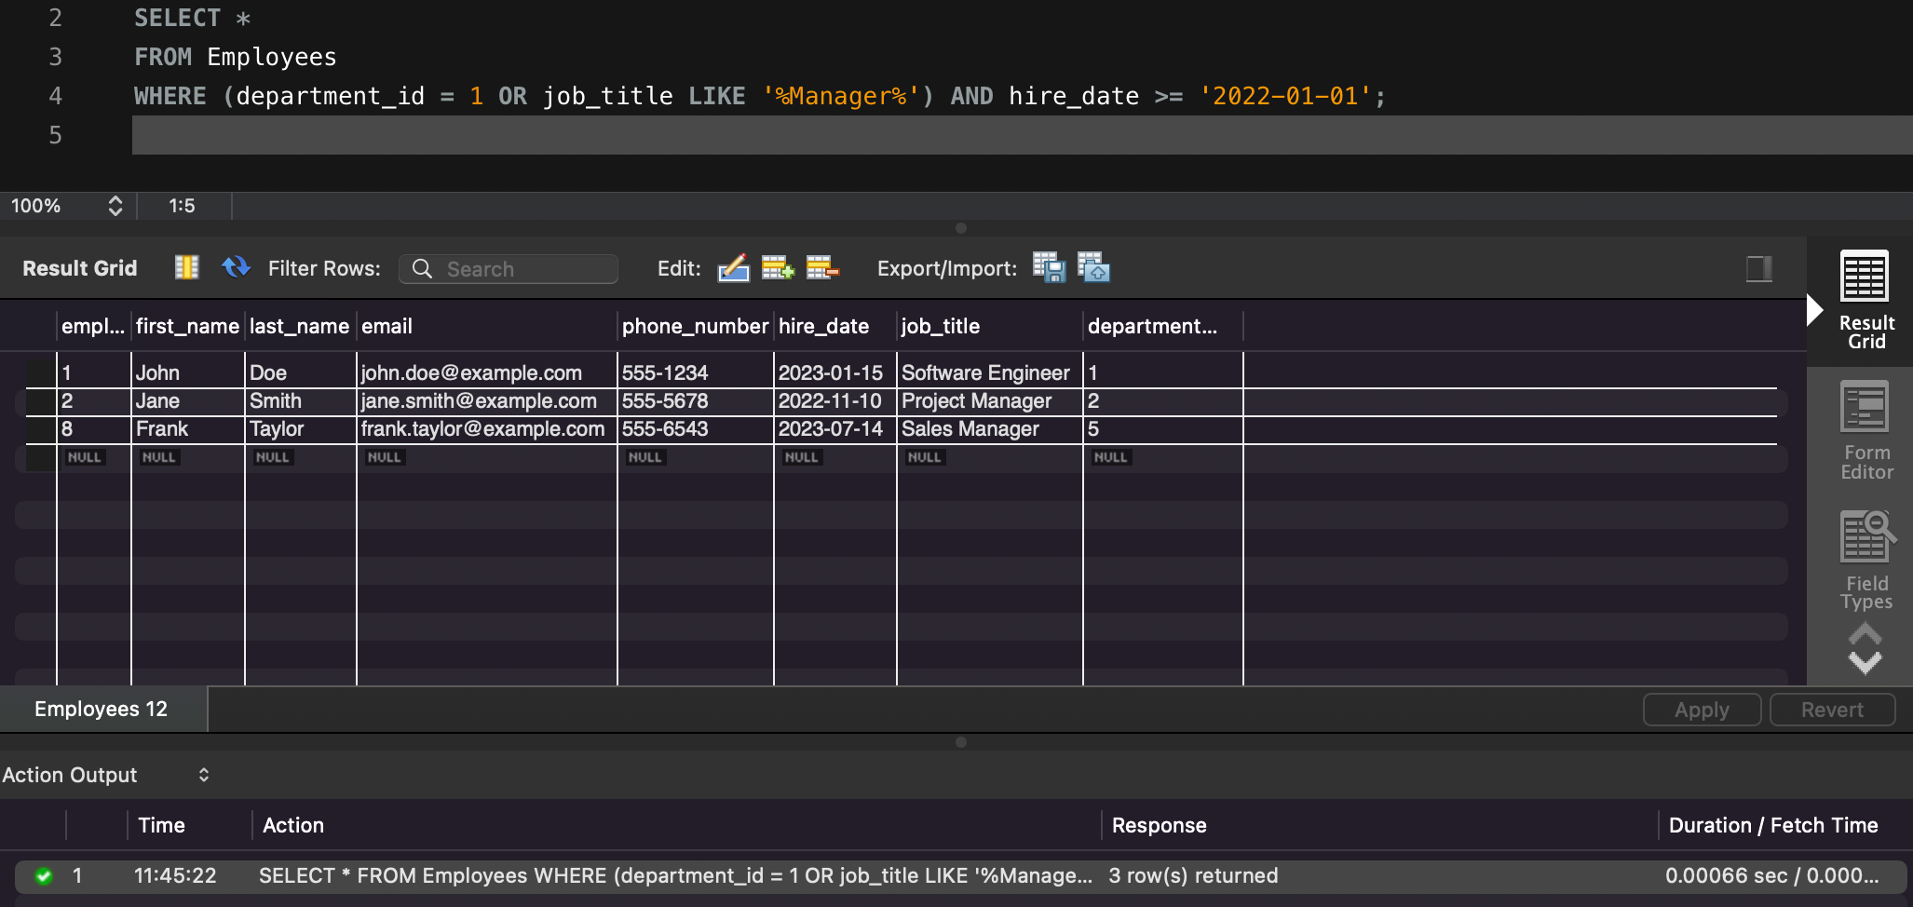 2 SELECT *
3 FROM Employees
4 WHERE (department_id = 1 OR job_title LIKE '%Manager%') AND hire_date >= '2022-01-01';
5
100% 1:5
Result Grid Filter Rows: Search Edit: Export/Import:
Result
Grid
empl... first_name last_name email phone_number hire_date job_title department...
1 John Doe john.doe@example.com 555-1234 2023-01-15 Software Engineer 1
2 Jane Smith jane.smith@example.com 555-5678 2022-11-10 Project Manager 2
8 Frank Taylor frank.taylor@example.com 555-6543 2023-07-14 Sales Manager 5
NULL NULL NULL NULL NULL NULL NULL NULL
Form
Editor
Field
Types
Employees 12 Apply Revert
Action Output
Time Action Response Duration / Fetch Time
1 11:45:22 SELECT * FROM Employees WHERE (department_id = 1 OR job_title LIKE '%Manage... 3 row(s) returned 0.00066 sec / 0.000...